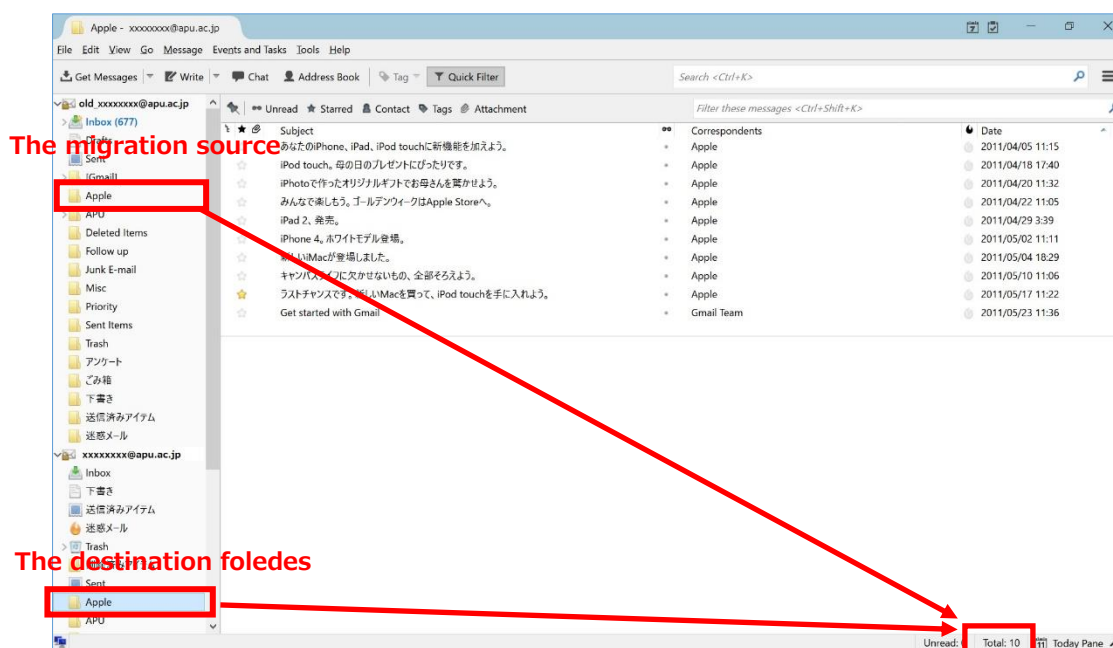 Apple - xxxxxxxx@apu.ac.jp
File Edit View Go Message Events and Tasks Tools Help
Get Messages Write Chat Address Book Tag Quick Filter Search <Ctrl+K>
old_xxxxxxxx@apu.ac.jp
Inbox (677)
Drafts
Sent
[Gmail]
Apple
APU
Deleted Items
Follow up
Junk E-mail
Misc
Priority
Sent Items
Trash
アンケート
ごみ箱
下書き
送信済みアイテム
迷惑メール
xxxxxxxx@apu.ac.jp
Inbox
下書き
送信済みアイテム
迷惑メール
Trash
Sent
Apple
APU
The migration source
The destination foledes
Unread Starred Contact Tags Attachment Filter these messages <Ctrl+Shift+K>
Subject Correspondents Date
あなたのiPhone、iPad、iPod touchに新機能を加えよう。 Apple 2011/04/05 11:15
iPod touch。母の日のプレゼントにぴったりです。 Apple 2011/04/18 17:40
iPhotoで作ったオリジナルギフトでお母さんを驚かせよう。 Apple 2011/04/20 11:32
みんなで楽しもう。ゴールデンウィークはApple Storeへ。 Apple 2011/04/22 11:05
iPad 2、発売。 Apple 2011/04/29 3:39
iPhone 4。ホワイトモデル登場。 Apple 2011/05/02 11:11
新しいiMacが登場しました。 Apple 2011/05/04 18:29
キャンパスライフに欠かせないもの、全部そろえよう。 Apple 2011/05/10 11:06
ラストチャンスです。新しいMacを買って、iPod touchを手に入れよう。 Apple 2011/05/17 11:22
Get started with Gmail Gmail Team 2011/05/23 11:36
Unread: Total: 10 11 Today Pane